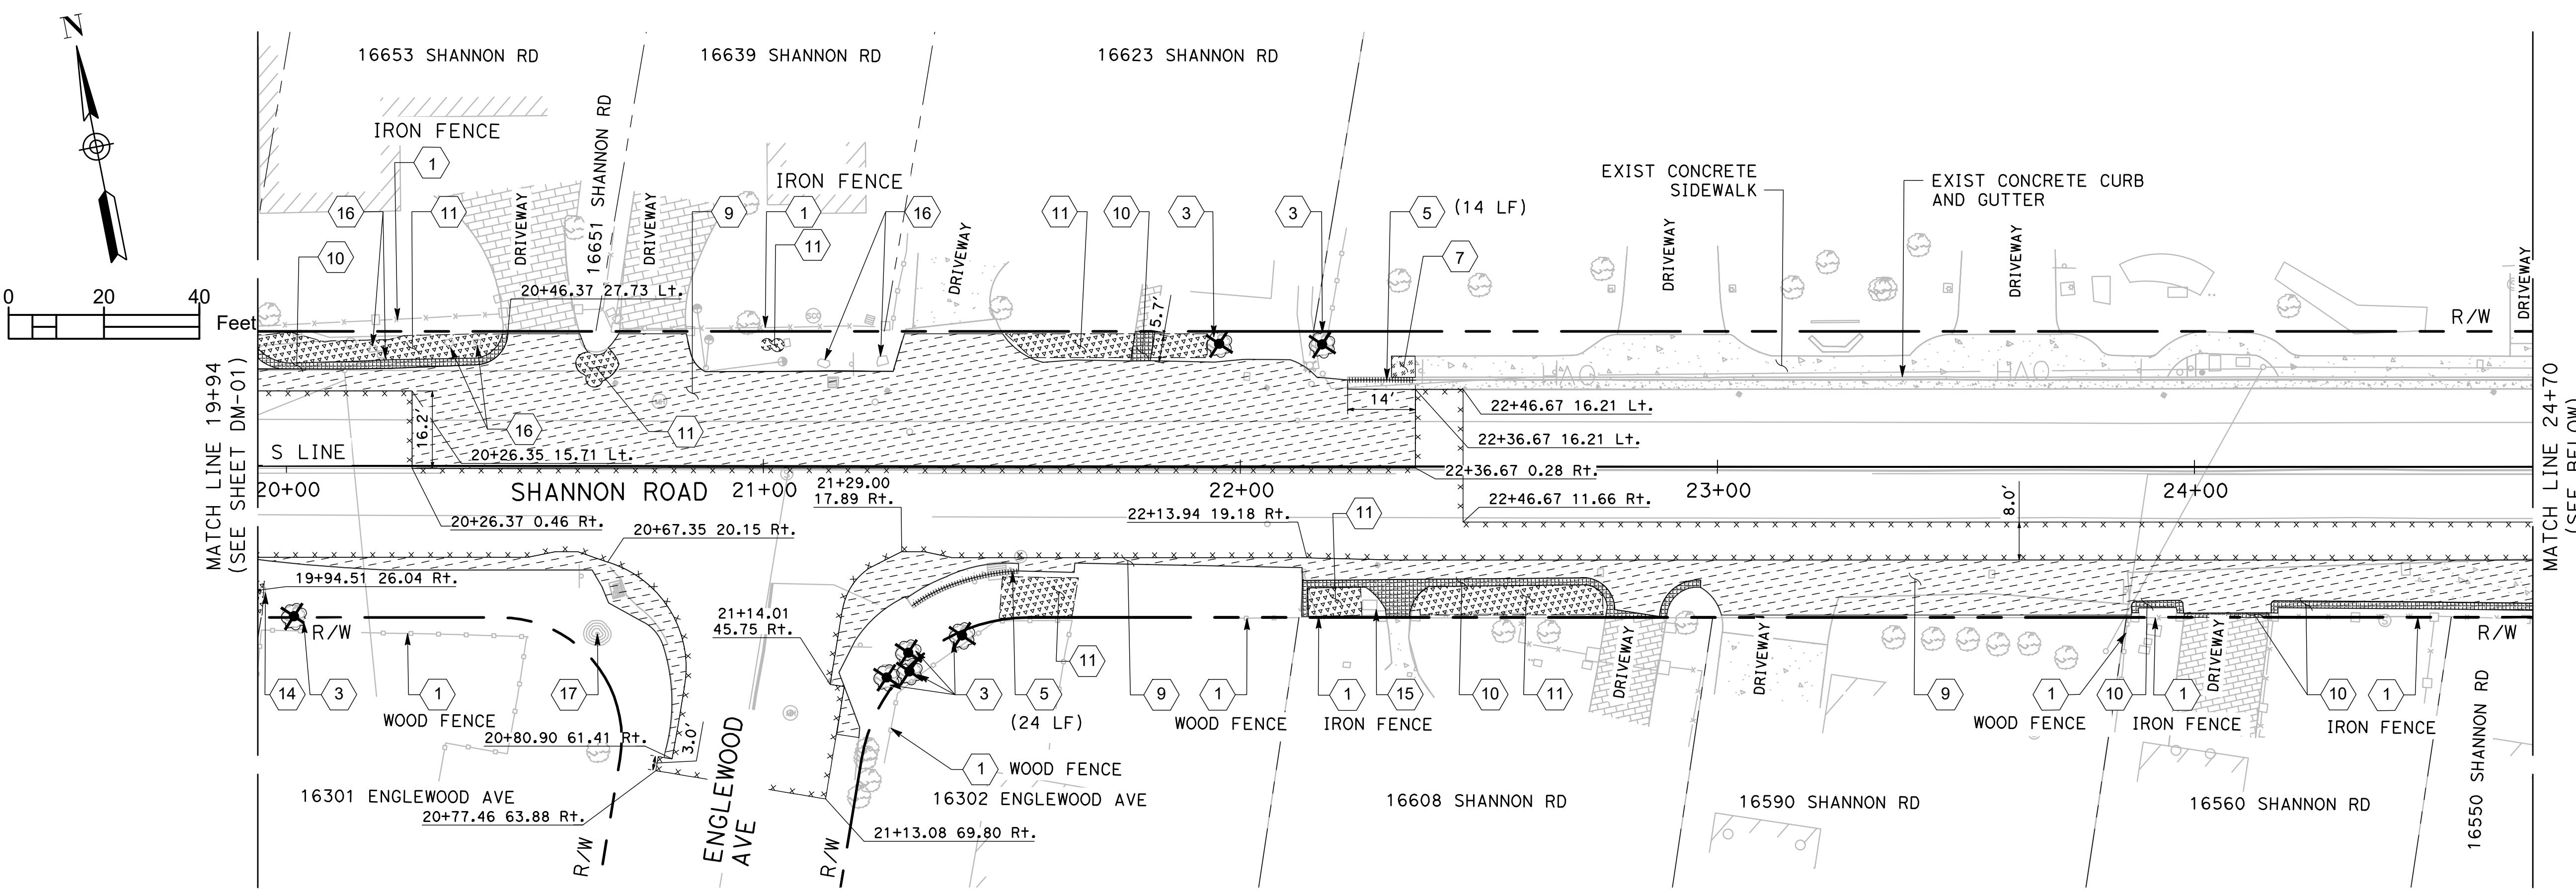 N
16653 SHANNON RD
16639 SHANNON RD
16623 SHANNON RD
IRON FENCE
1
16651 SHANNON RD
IRON FENCE
EXIST CONCRETE
SIDEWALK
EXIST CONCRETE CURB
AND GUTTER
16
11
DRIVEWAY
DRIVEWAY
9
1
16
11
10
3
3
5 (14 LF)
10
11
DRIVEWAY
7
DRIVEWAY
DRIVEWAY
DRIVEWAY
0 20 40
Feet
20+46.37 27.73 Lt.
5.7'
R/W
MATCH LINE 19+94
(SEE SHEET DM-01)
16.2'
16
11
14'
22+46.67 16.21 Lt.
22+36.67 16.21 Lt.
MATCH LINE 24+70
(SEE BELOW)
S LINE
20+26.35 15.71 Lt.
22+36.67 0.28 Rt.
20+00
SHANNON ROAD
21+00
22+00
23+00
24+00
21+29.00
17.89 Rt.
22+46.67 11.66 Rt.
20+26.37 0.46 Rt.
20+67.35 20.15 Rt.
22+13.94 19.18 Rt.
11
8.0'
19+94.51 26.04 Rt.
21+14.01
45.75 Rt.
R/W
R/W
DRIVEWAY
DRIVEWAY
DRIVEWAY
11
14
3
1
17
3
5
9
1
1
15
10
11
9
1
10
1
10
1
WOOD FENCE
(24 LF)
WOOD FENCE
IRON FENCE
WOOD FENCE
IRON FENCE
IRON FENCE
20+80.90 61.41 Rt.
3.0'
ENGLEWOOD
AVE
1
WOOD FENCE
16301 ENGLEWOOD AVE
16302 ENGLEWOOD AVE
16608 SHANNON RD
16590 SHANNON RD
16560 SHANNON RD
16550 SHANNON RD
20+77.46 63.88 Rt.
21+13.08 69.80 Rt.
R/W
R/W